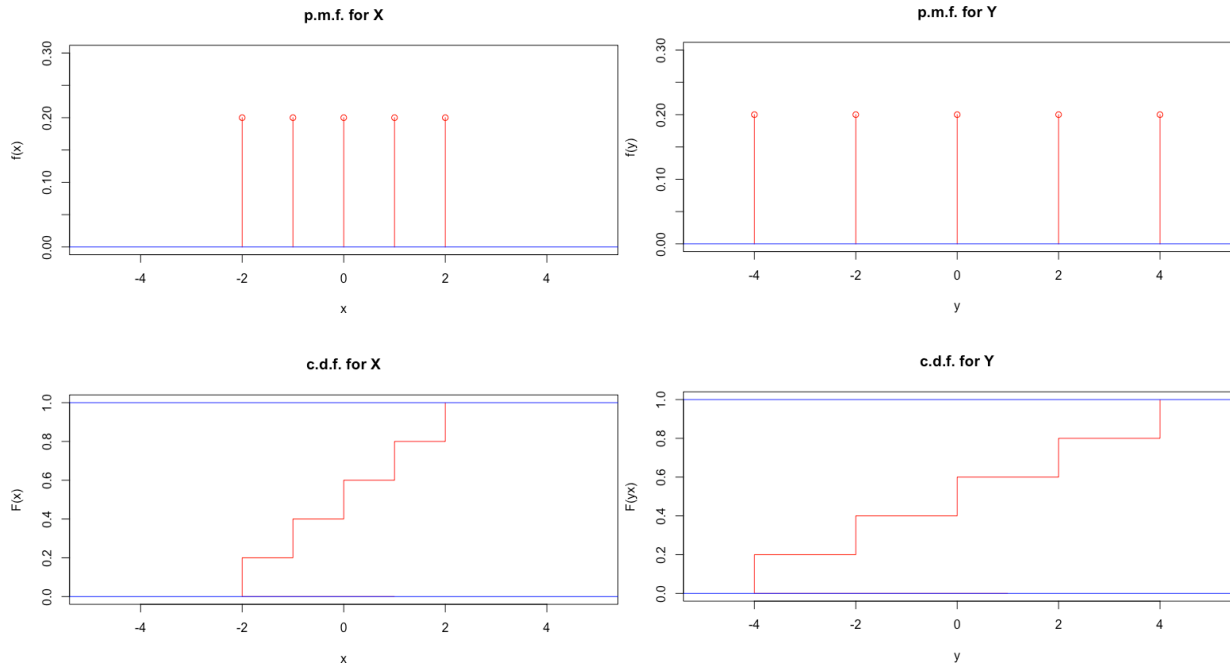 p.m.f. for X
f(x)
0.30
0.20
0.10
0.00
-4 -2 0 2 4
x
p.m.f. for Y
f(y)
0.30
0.20
0.10
0.00
-4 -2 0 2 4
y
c.d.f. for X
F(x)
1.0
0.8
0.6
0.4
0.2
0.0
-4 -2 0 2 4
x
c.d.f. for Y
F(yx)
1.0
0.8
0.6
0.4
0.2
0.0
-4 -2 0 2 4
y